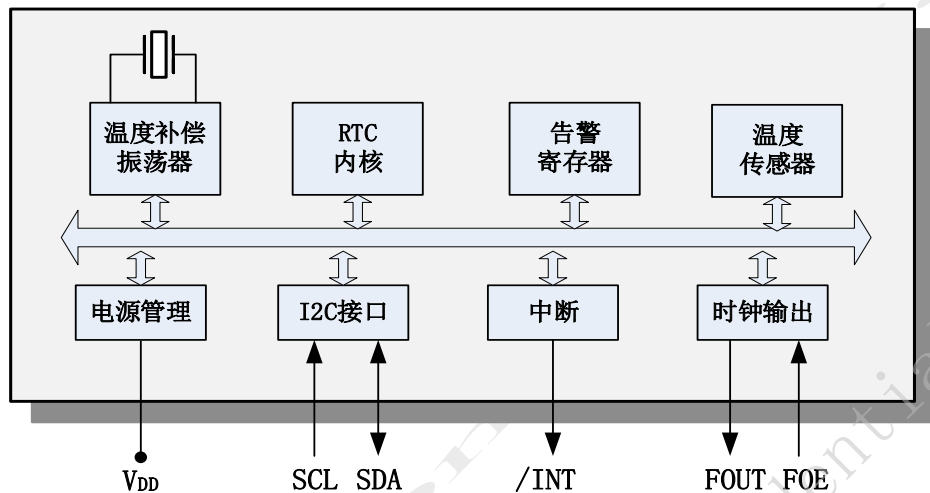 温度补偿
振荡器
RTC
内核
告警
寄存器
温度
传感器
电源管理
I2C接口
中断
时钟输出
VDD
SCL
SDA
/INT
FOUT
FOE